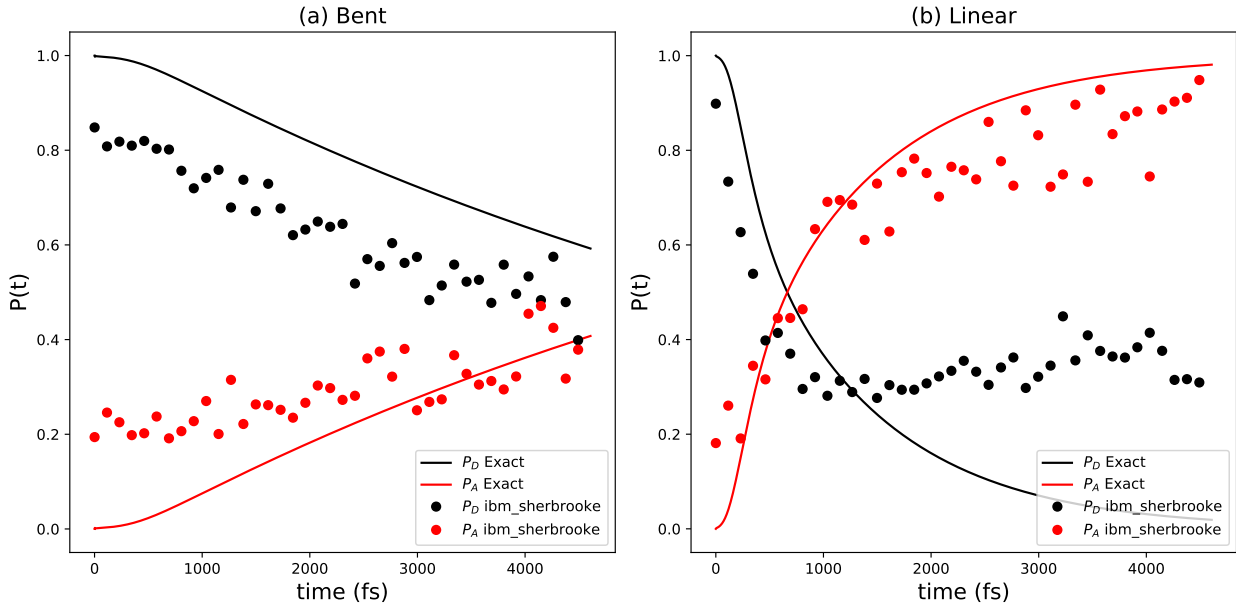 (a) Bent
P(t)
1.0
0.8
0.6
0.4
0.2
0.0
0
1000
2000
3000
4000
time (fs)
P_D Exact
P_A Exact
P_D ibm_sherbrooke
P_A ibm_sherbrooke
(b) Linear
P(t)
1.0
0.8
0.6
0.4
0.2
0.0
0
1000
2000
3000
4000
time (fs)
P_D Exact
P_A Exact
P_D ibm_sherbrooke
P_A ibm_sherbrooke